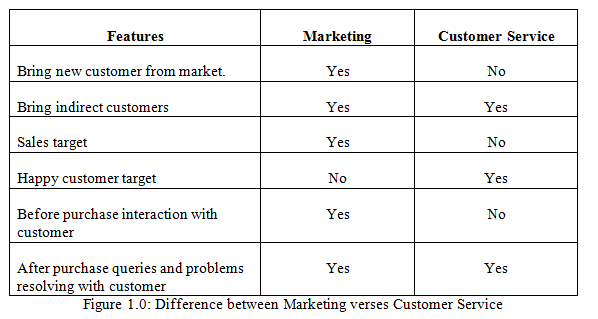 Features Marketing Customer Service
Bring new customer from market. Yes No
Bring indirect customers Yes Yes
Sales target Yes No
Happy customer target No Yes
Before purchase interaction with Yes No
customer
After purchase queries and problems Yes Yes
resolving with customer
Figure 1.0: Difference between Marketing verses Customer Service